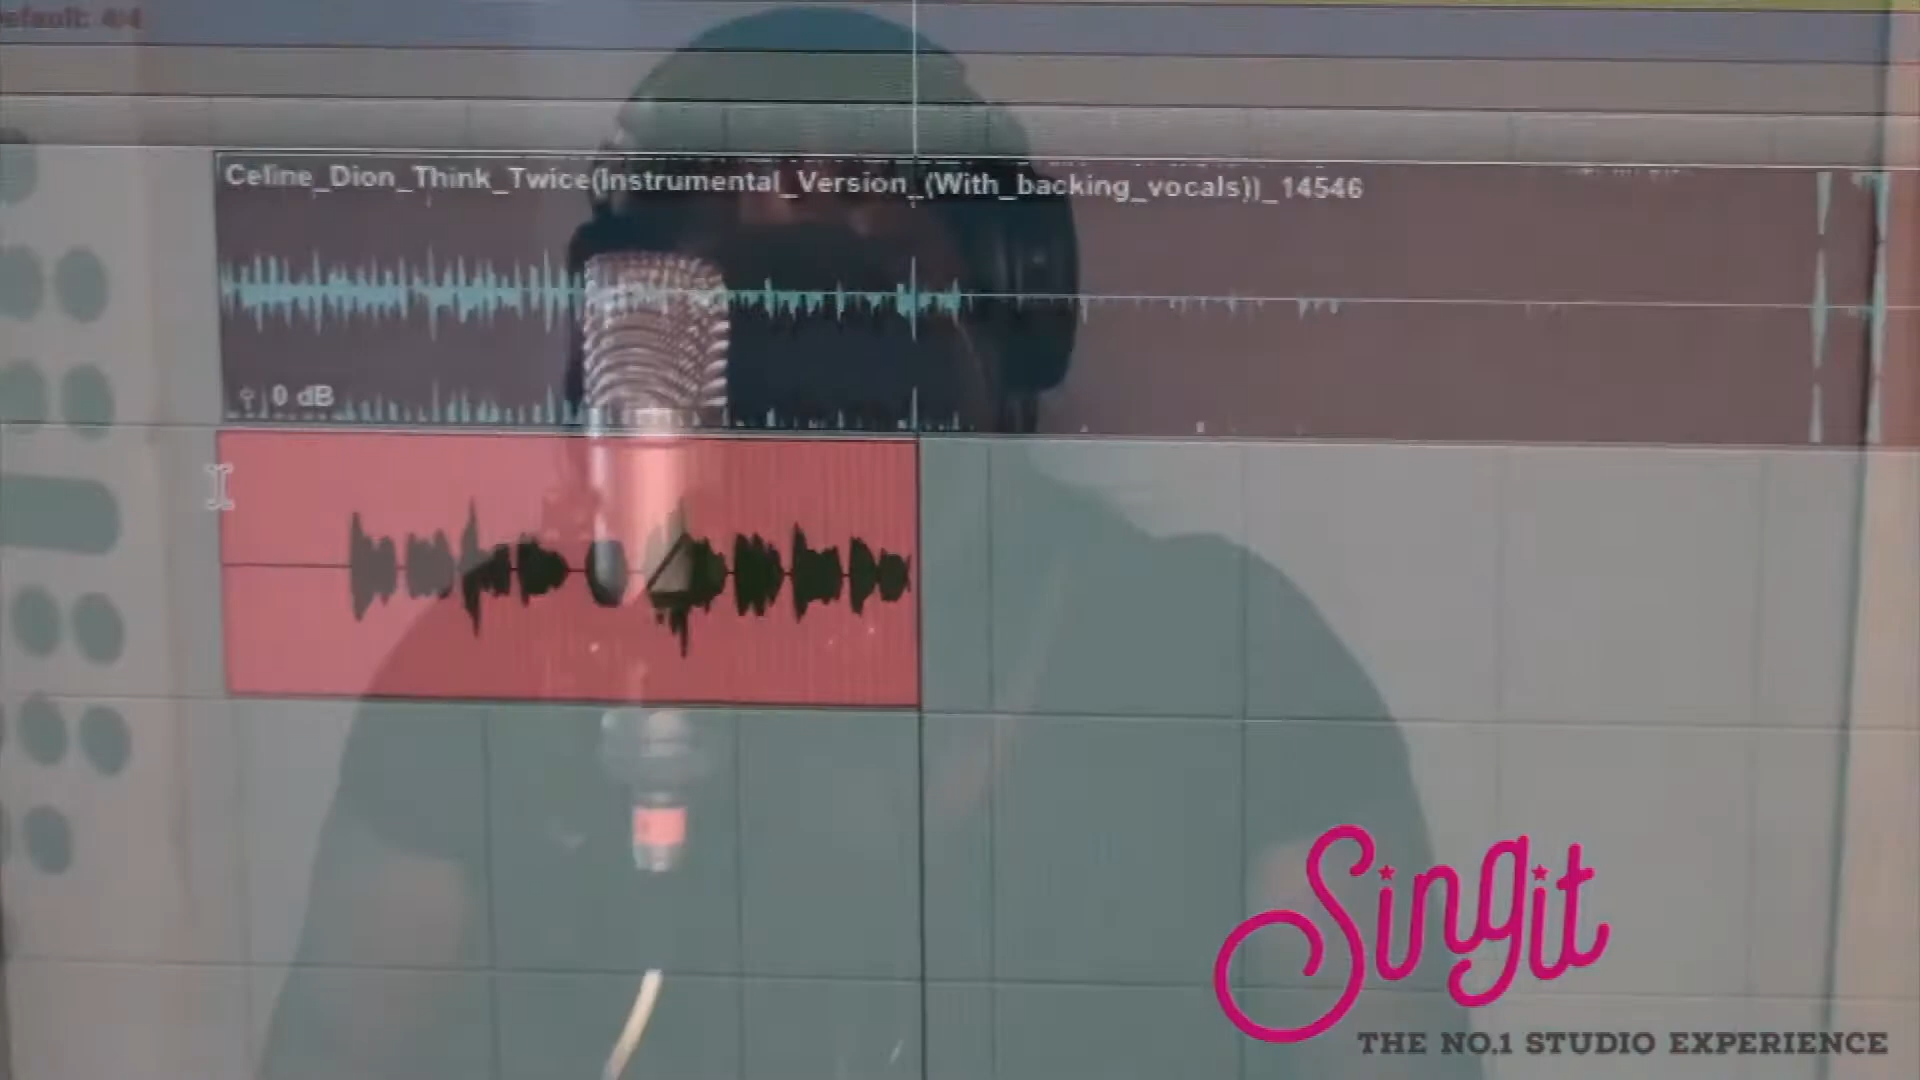 efault: 4/4
Celine_Dion_Think_Twice(Instrumental_Version_(With_backing_vocals))_14546
0 dB
Singit
THE NO.1 STUDIO EXPERIENCE